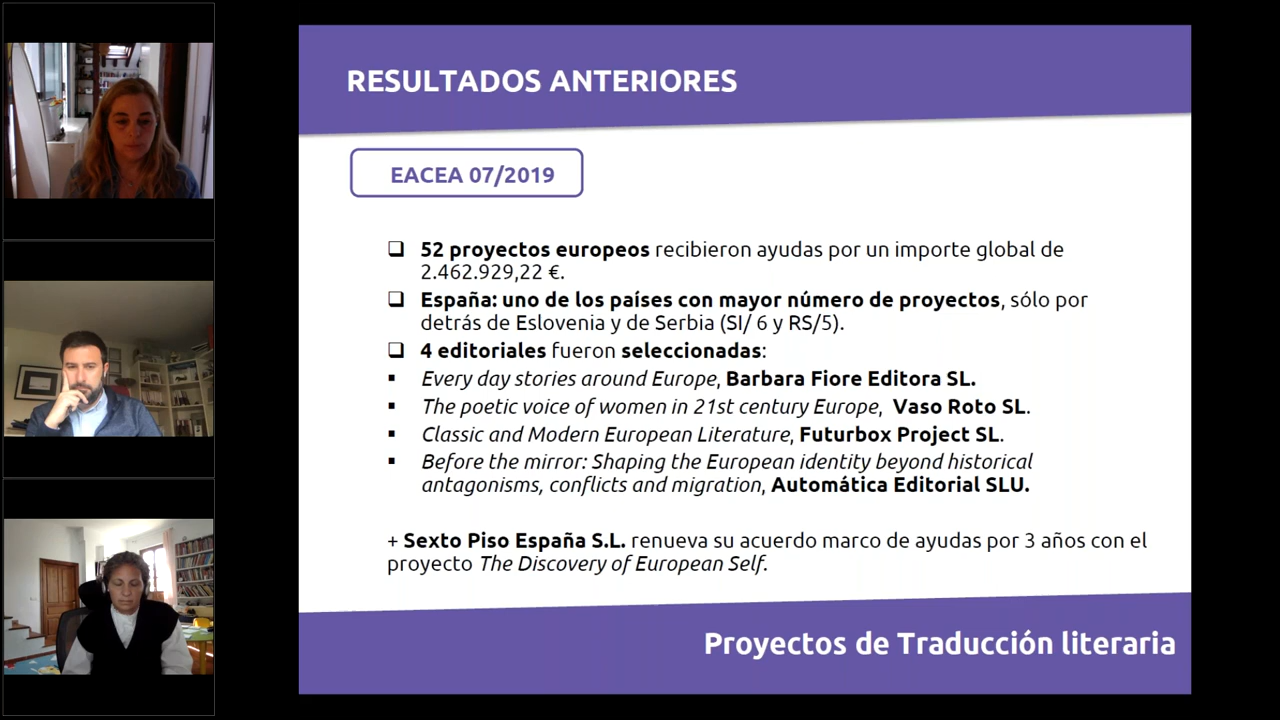 RESULTADOS ANTERIORES
EACEA 07/2019
❑ 52 proyectos europeos recibieron ayudas por un importe global de
2.462.929,22 €.
❑ España: uno de los países con mayor número de proyectos, sólo por
detrás de Eslovenia y de Serbia (SI/ 6 y RS/5).
❑ 4 editoriales fueron seleccionadas:
▪ Every day stories around Europe, Barbara Fiore Editora SL.
▪ The poetic voice of women in 21st century Europe, Vaso Roto SL.
▪ Classic and Modern European Literature, Futurbox Project SL.
▪ Before the mirror: Shaping the European identity beyond historical
antagonisms, conflicts and migration, Automática Editorial SLU.
+ Sexto Piso España S.L. renueva su acuerdo marco de ayudas por 3 años con el
proyecto The Discovery of European Self.
Proyectos de Traducción literaria